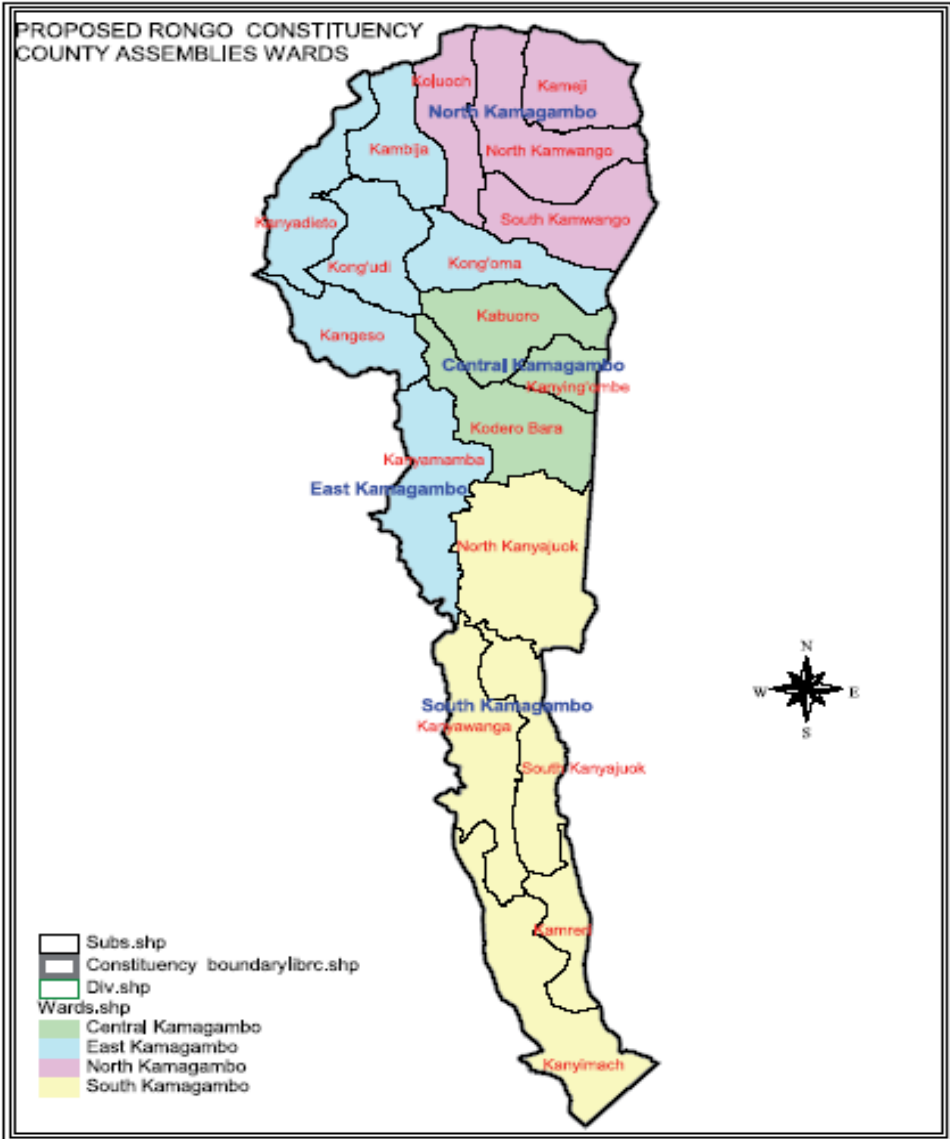 PROPOSED RONGO CONSTITUENCY
COUNTY ASSEMBLIES WARDS
Kojuoch
Kameji
North Kamagambo
Kambija
North Kamwango
South Kamwango
Kanyadieto
Kong'udi
Kong'oma
Kabuoro
Kangeso
Central Kamagambo
Kanying'ombe
Kodero Bara
Kanyamamba
East Kamagambo
North Kanyajuok
N
W
E
S
South Kamagambo
Kanyawanga
South Kanyajuok
Kamreri
Kanyimach
Subs.shp
Constituency boundarylibrc.shp
Div.shp
Wards.shp
Central Kamagambo
East Kamagambo
North Kamagambo
South Kamagambo